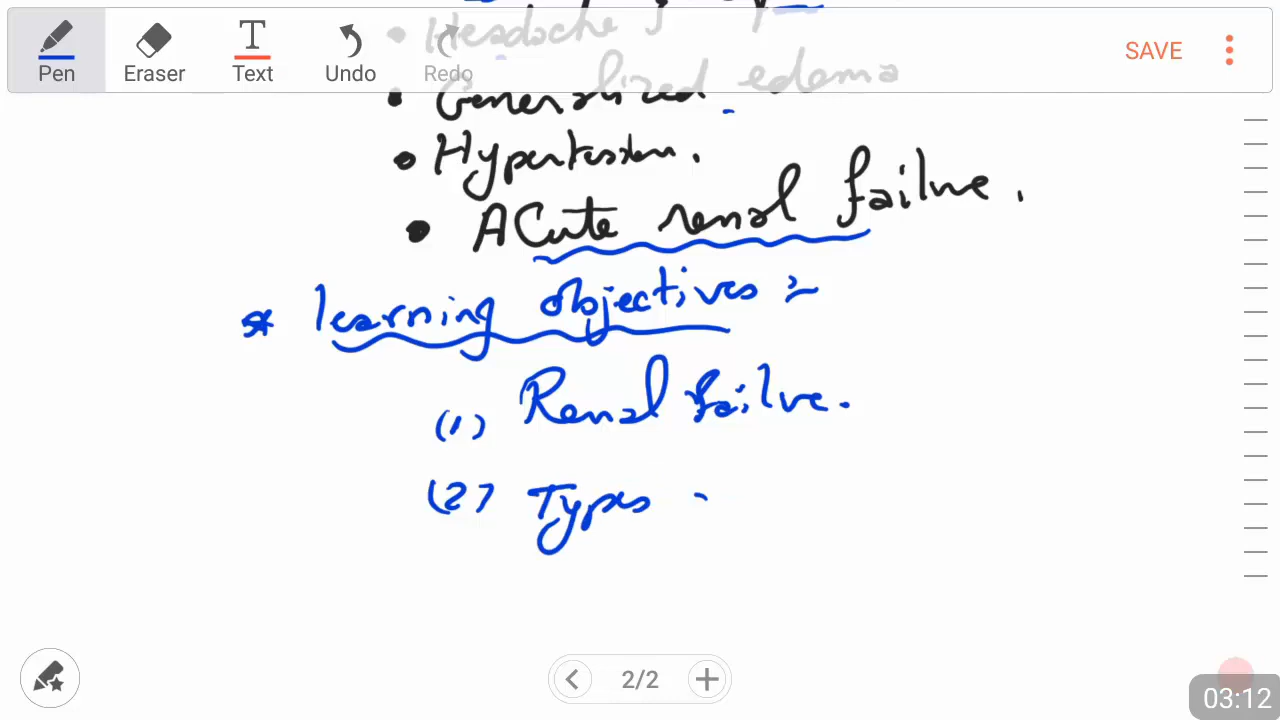 • Headache
Pen Eraser Text Undo Redo SAVE
• Generalized edema
• Hypertension.
• Acute renal failure.
* learning objectives :-
(1) Renal failure.
(2) Types -
2/2
03:12